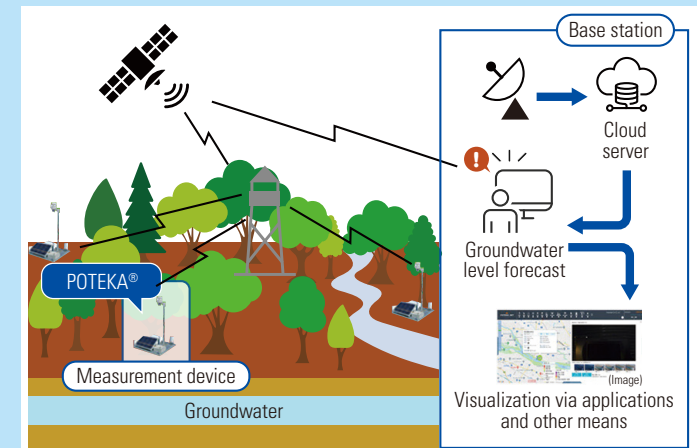 Base station
Cloud
server
Groundwater
level forecast
POTEKA®
Measurement device
Groundwater
(Image)
Visualization via applications
and other means